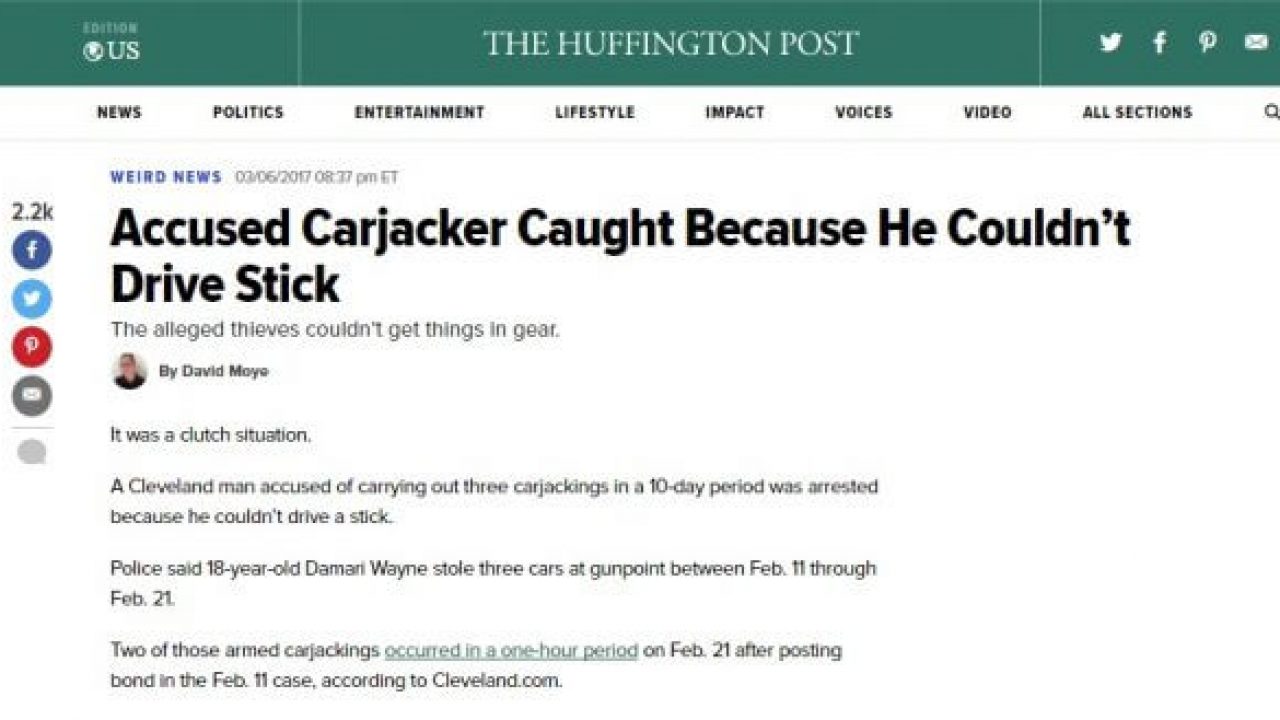 EDITION
US
THE HUFFINGTON POST
NEWS POLITICS ENTERTAINMENT LIFESTYLE IMPACT VOICES VIDEO ALL SECTIONS
WEIRD NEWS 03/06/2017 08:37 pm ET
2.2k
Accused Carjacker Caught Because He Couldn’t
Drive Stick
The alleged thieves couldn’t get things in gear.
By David Moye
It was a clutch situation.
A Cleveland man accused of carrying out three carjackings in a 10-day period was arrested
because he couldn’t drive a stick.
Police said 18-year-old Damari Wayne stole three cars at gunpoint between Feb. 11 through
Feb. 21.
Two of those armed carjackings occurred in a one-hour period on Feb. 21 after posting
bond in the Feb. 11 case, according to Cleveland.com.